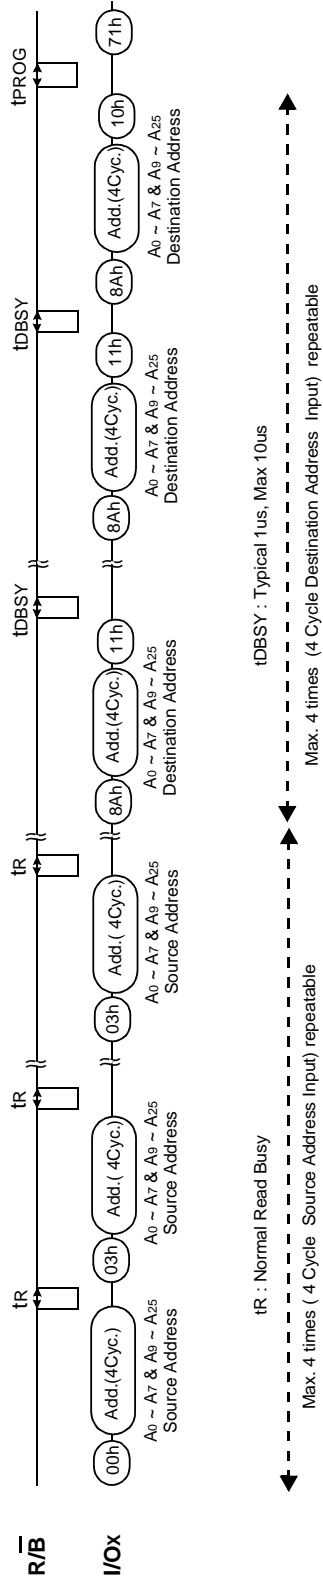 R/B tR tR tR tDBSY tDBSY tPROG
I/Ox 00h Add.(4Cyc.) 03h Add.( 4Cyc.) 03h Add.( 4Cyc.) 8Ah Add.(4Cyc.) 11h 8Ah Add.(4Cyc.) 11h 8Ah Add.(4Cyc.) 10h 71h
A0 ~ A7 & A9 ~ A25 A0 ~ A7 & A9 ~ A25 A0 ~ A7 & A9 ~ A25 A0 ~ A7 & A9 ~ A25 A0 ~ A7 & A9 ~ A25 A0 ~ A7 & A9 ~ A25
Source Address Source Address Source Address Destination Address Destination Address Destination Address
tR : Normal Read Busy tDBSY : Typical 1us, Max 10us
Max. 4 times ( 4 Cycle Source Address Input) repeatable Max. 4 times (4 Cycle Destination Address Input) repeatable